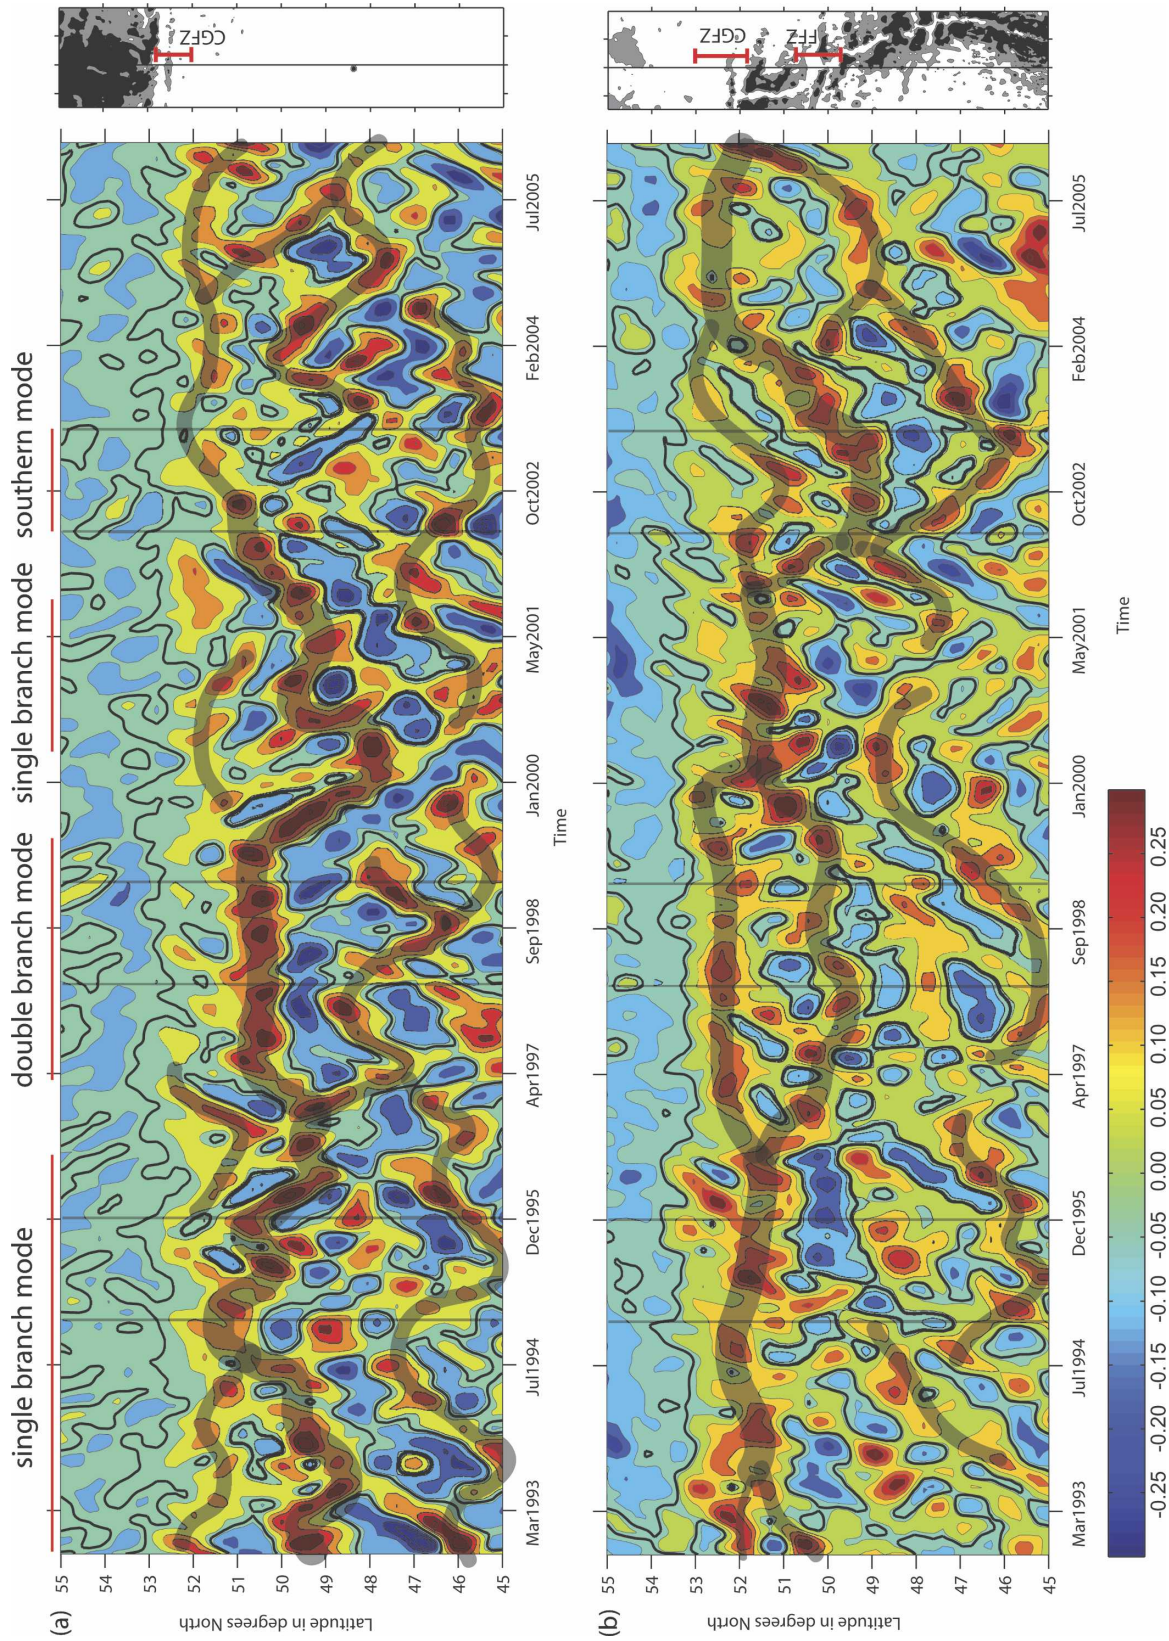 single branch mode double branch mode single branch mode southern mode
(a)
Latitude in degrees North
55
54
53
52
51
50
49
48
47
46
45
Mar1993 Jul1994 Dec1995 Apr1997 Sep1998 Jan2000 May2001 Oct2002 Feb2004 Jul2005
Time
CGFZ
(b)
Latitude in degrees North
55
54
53
52
51
50
49
48
47
46
45
Mar1993 Jul1994 Dec1995 Apr1997 Sep1998 Jan2000 May2001 Oct2002 Feb2004 Jul2005
Time
CGFZ
FFZ
-0.25 -0.20 -0.15 -0.10 -0.05 0.00 0.05 0.10 0.15 0.20 0.25